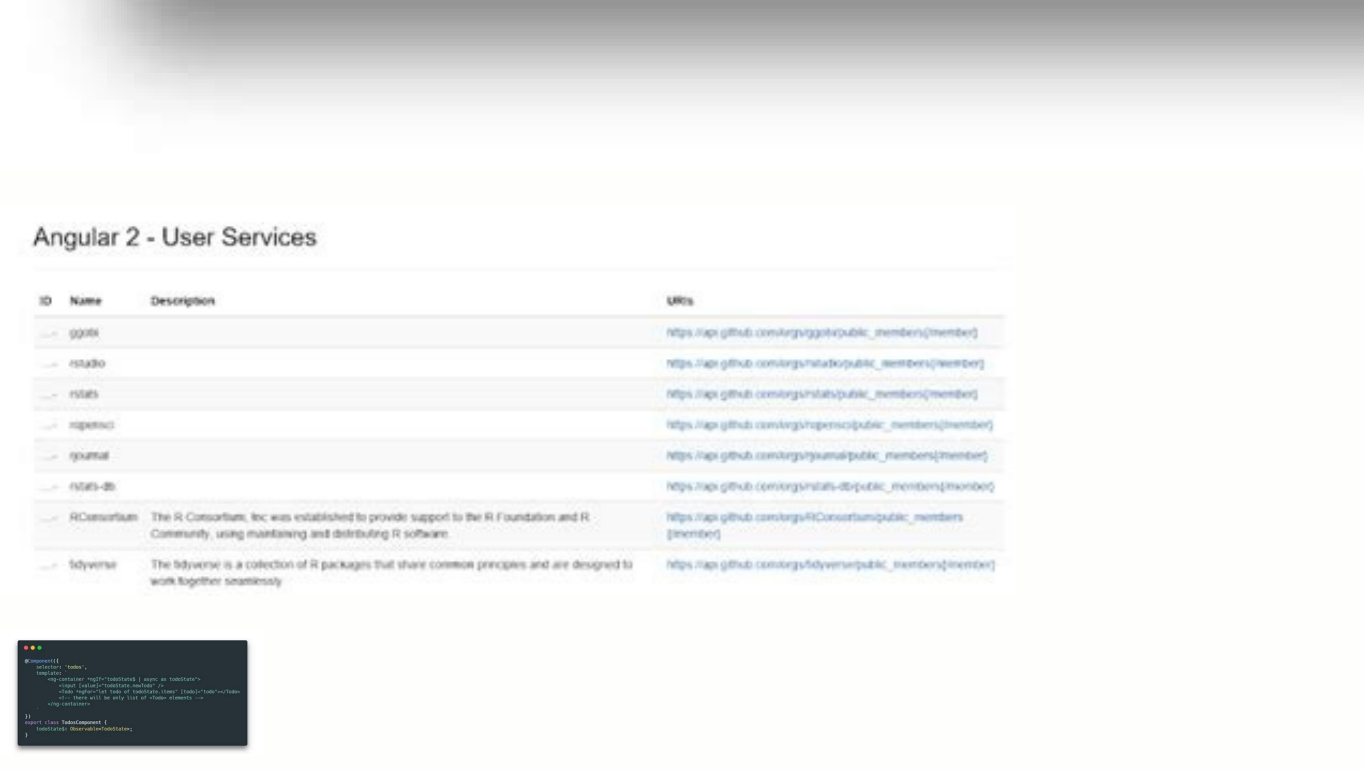 Angular 2 - User Services
ID Name Description URIs
ggobi https://api.github.com/orgs/ggobi/public_members{/member}
rstudio https://api.github.com/orgs/rstudio/public_members{/member}
rstats https://api.github.com/orgs/rstats/public_members{/member}
ropensci https://api.github.com/orgs/ropensci/public_members{/member}
rjournal https://api.github.com/orgs/rjournal/public_members{/member}
rstats-db https://api.github.com/orgs/rstats-db/public_members{/member}
RConsortium The R Consortium, Inc was established to provide support to the R Foundation and R https://api.github.com/orgs/RConsortium/public_members
Community, using maintaining and distributing R software. {/member}
tidyverse The tidyverse is a collection of R packages that share common principles and are designed to https://api.github.com/orgs/tidyverse/public_members{/member}
work together seamlessly
@Component({
selector: 'todos',
template: `
<ng-container *ngIf="todoState$ | async as todoState">
<input [value]="todoState.newTodo" />
<Todo *ngFor="let todo of todoState.items" [todo]="todo"></Todo>
<!-- there will be only list of <Todo> elements -->
</ng-container>
`
})
export class TodosComponent {
todoState$: Observable<TodoState>;
}